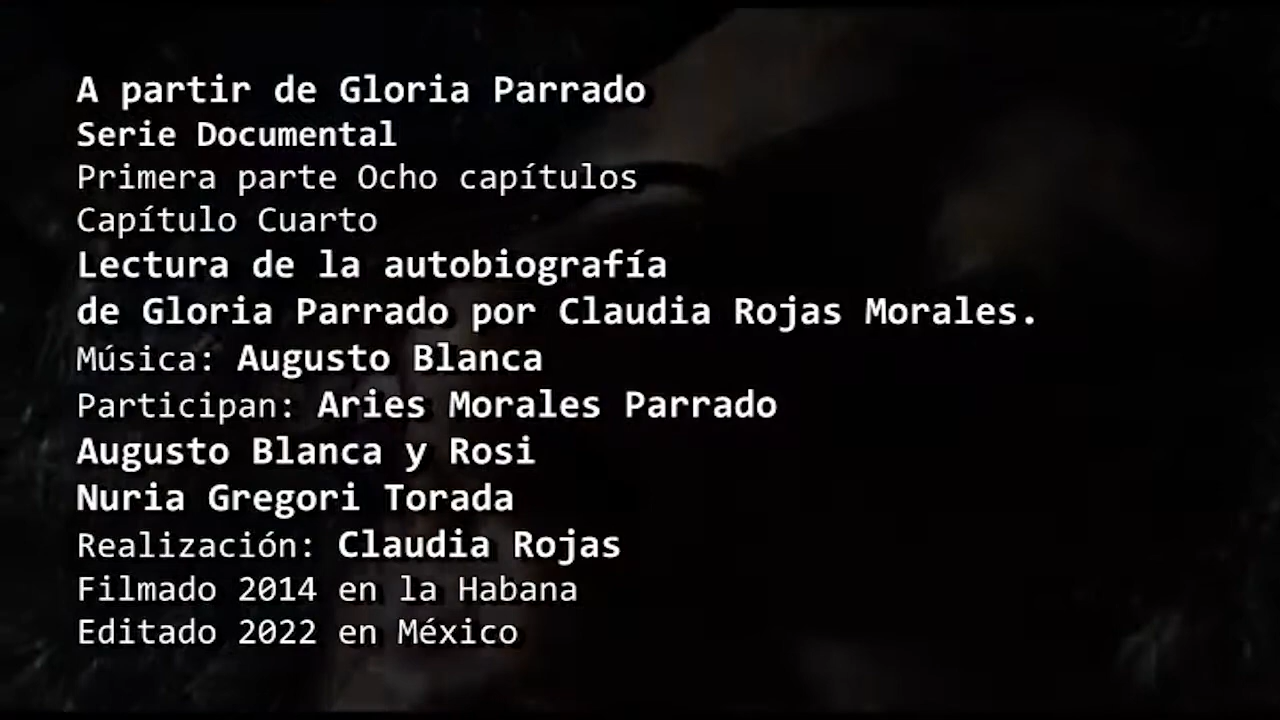 A partir de Gloria Parrado
Serie Documental
Primera parte Ocho capítulos
Capítulo Cuarto
Lectura de la autobiografía
de Gloria Parrado por Claudia Rojas Morales.
Música: Augusto Blanca
Participan: Aries Morales Parrado
Augusto Blanca y Rosi
Nuria Gregori Torada
Realización: Claudia Rojas
Filmado 2014 en la Habana
Editado 2022 en México